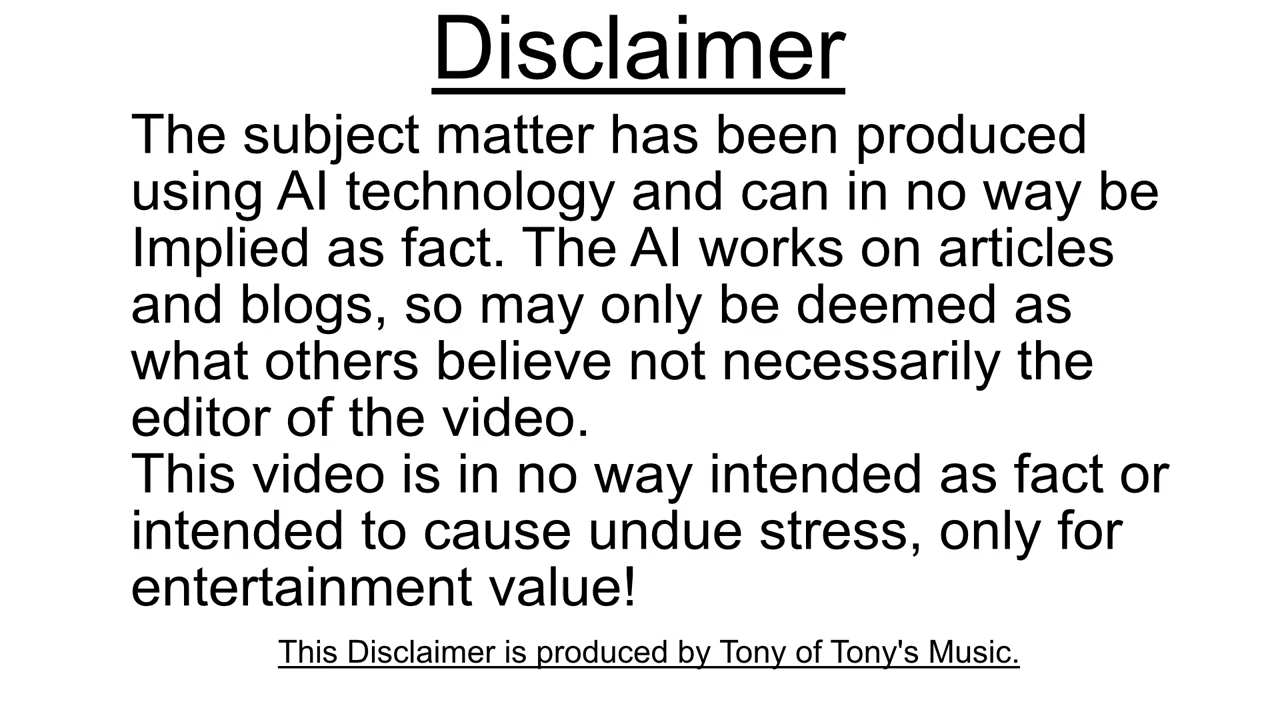 Disclaimer
The subject matter has been produced
using AI technology and can in no way be
Implied as fact. The AI works on articles
and blogs, so may only be deemed as
what others believe not necessarily the
editor of the video.
This video is in no way intended as fact or
intended to cause undue stress, only for
entertainment value!
This Disclaimer is produced by Tony of Tony's Music.